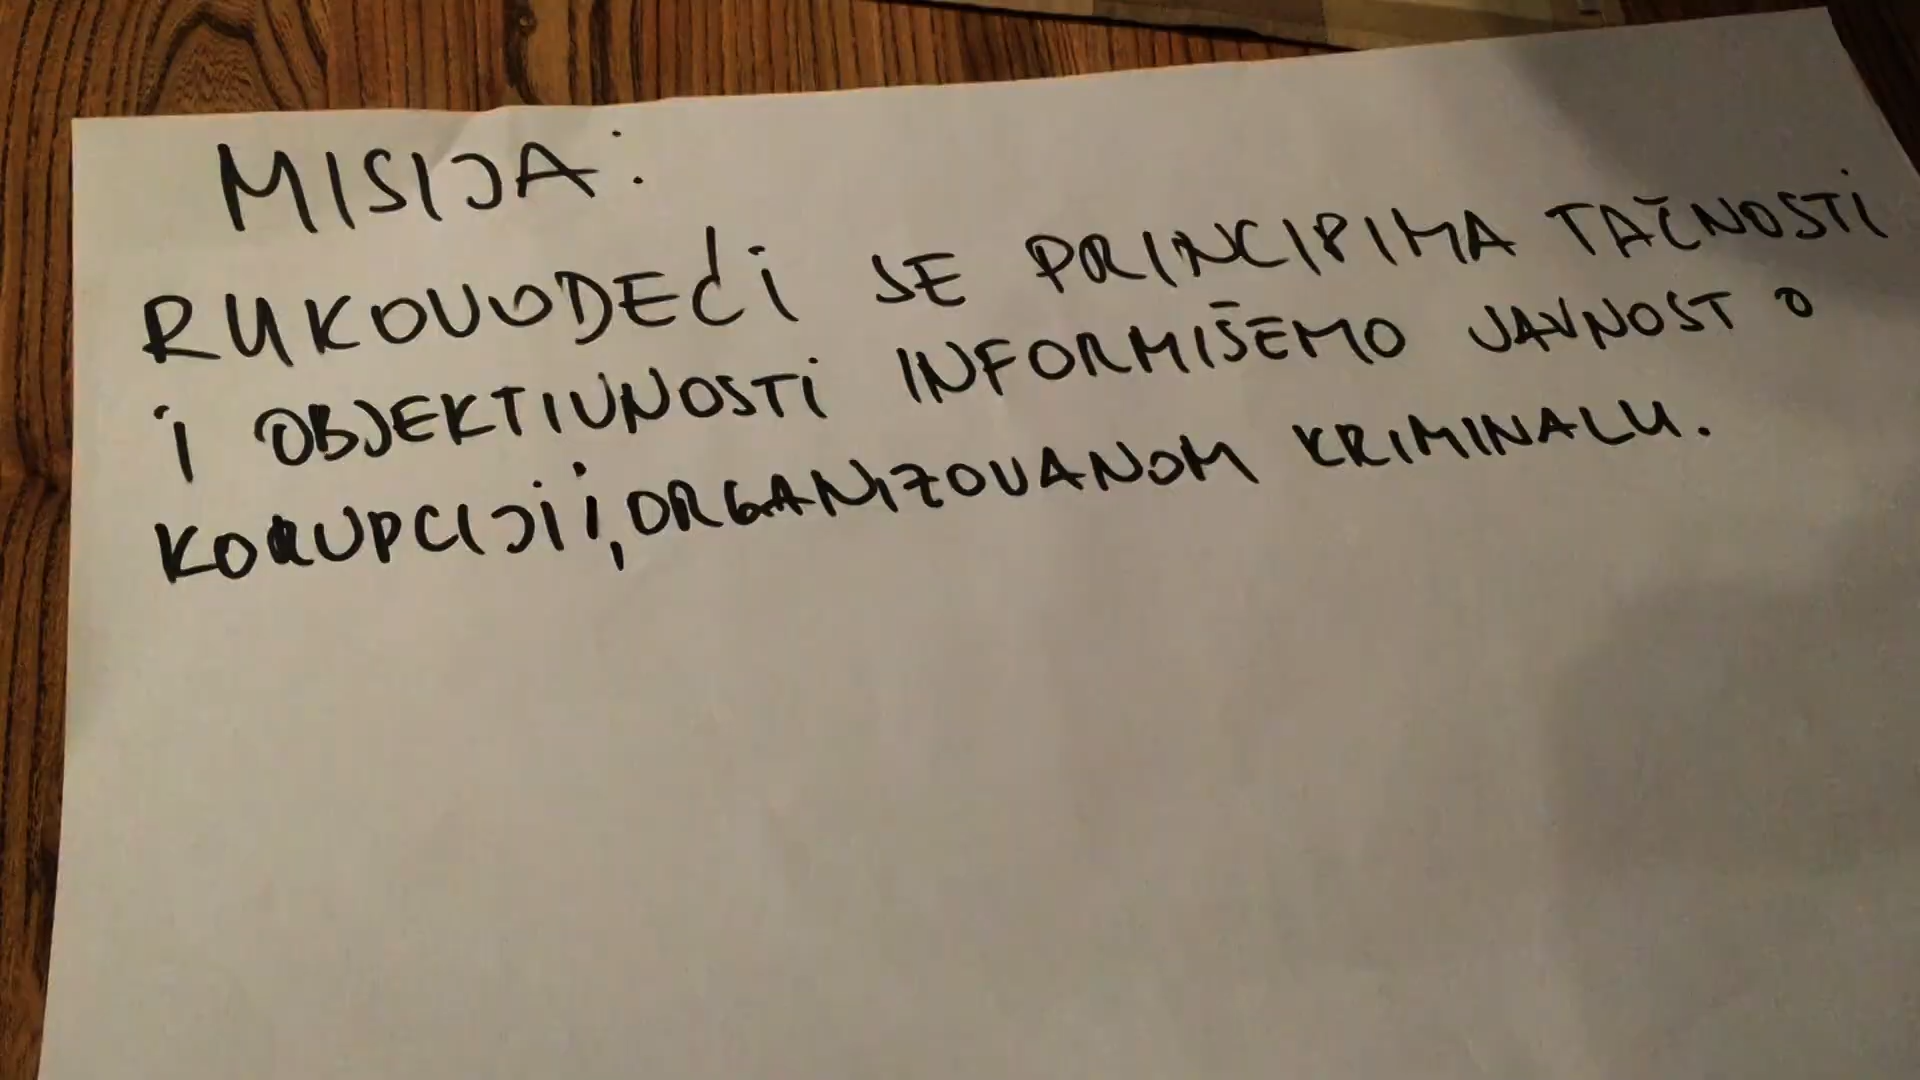 MISIJA:
RUKOVODEĆI SE PRINCIPIMA TAČNOSTI
I OBJEKTIVNOSTI INFORMIŠEMO JAVNOST O
KORUPCIJI I, ORGANIZOVANOM KRIMINALU.